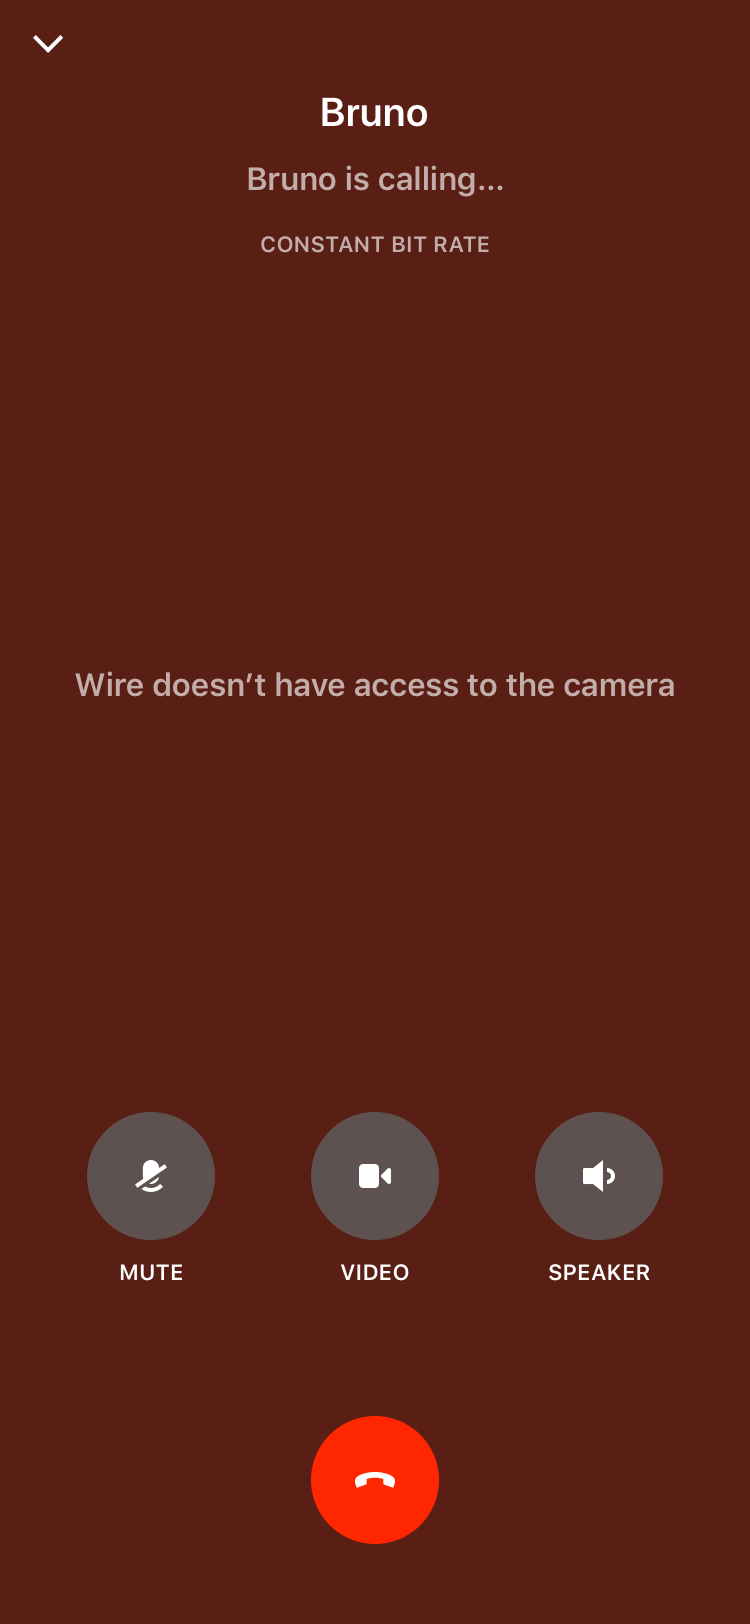 Bruno
Bruno is calling...
CONSTANT BIT RATE
Wire doesn’t have access to the camera
MUTE
VIDEO
SPEAKER